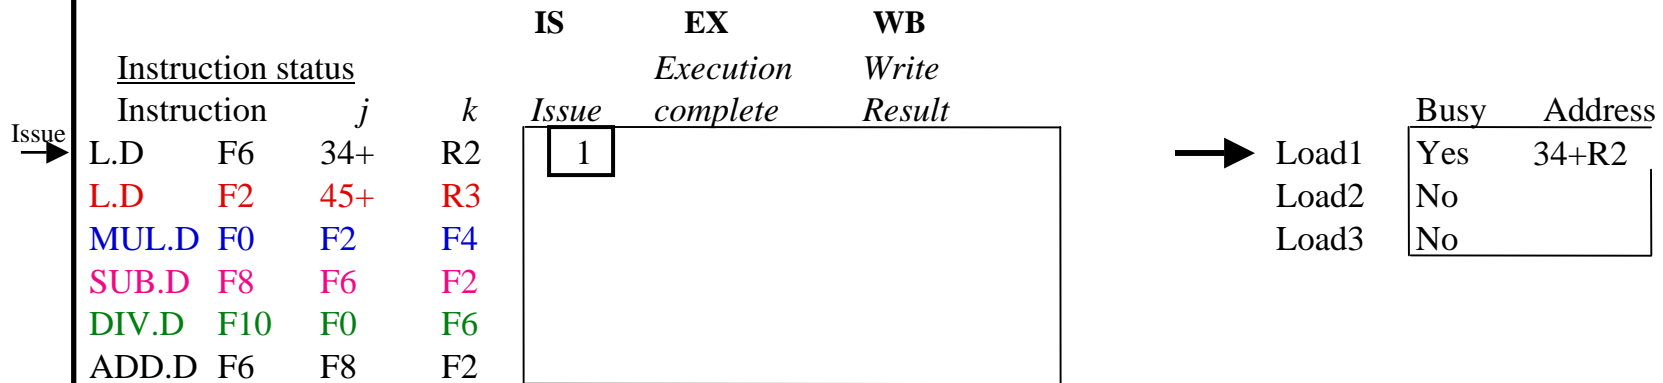 IS EX WB
Instruction status Execution Write
Instruction j k Issue complete Result Busy Address
Issue
L.D F6 34+ R2 1 Load1 Yes 34+R2
L.D F2 45+ R3 Load2 No
MUL.D F0 F2 F4 Load3 No
SUB.D F8 F6 F2
DIV.D F10 F0 F6
ADD.D F6 F8 F2